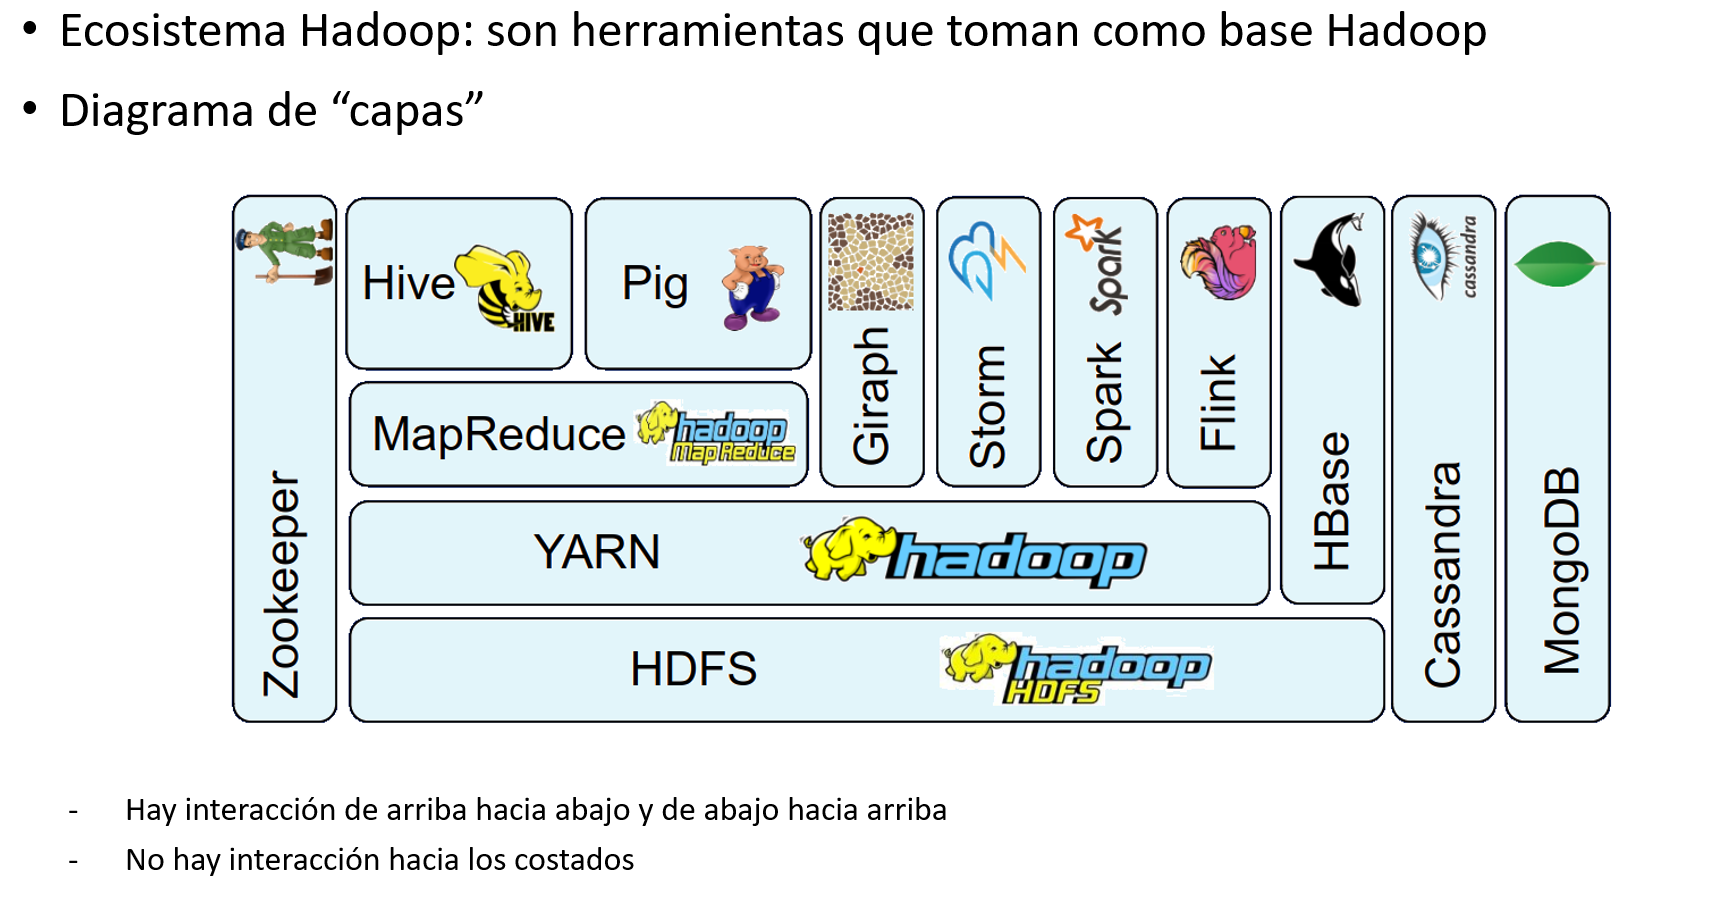 • Ecosistema Hadoop: son herramientas que toman como base Hadoop
• Diagrama de “capas”
Zookeeper
Hive
HIVE
Pig
Giraph
Storm
Spark
Spark
Flink
HBase
cassandra
Cassandra
MongoDB
MapReduce
hadoop
Map Reduce
YARN
hadoop
HDFS
hadoop
HDFS
- Hay interacción de arriba hacia abajo y de abajo hacia arriba
- No hay interacción hacia los costados